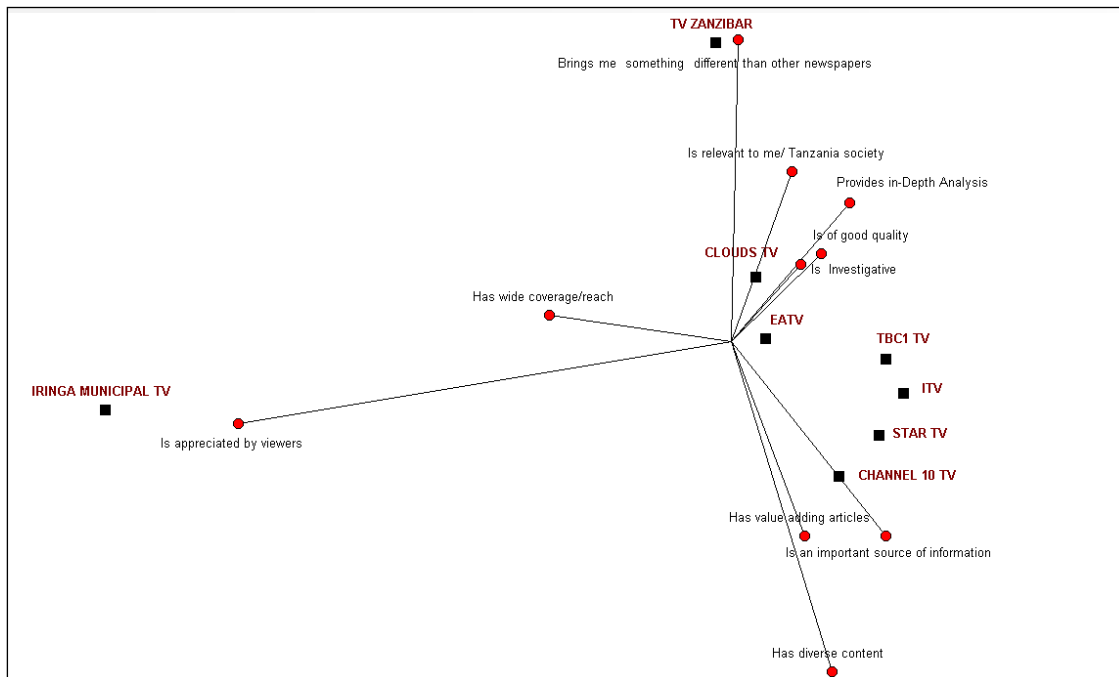 TV ZANZIBAR
Brings me something different than other newspapers
Is relevant to me/ Tanzania society
Provides in-Depth Analysis
Is of good quality
CLOUDS TV
Is Investigative
Has wide coverage/reach
EATV
TBC1 TV
IRINGA MUNICIPAL TV
ITV
STAR TV
Is appreciated by viewers
CHANNEL 10 TV
Has value adding articles
Is an important source of information
Has diverse content